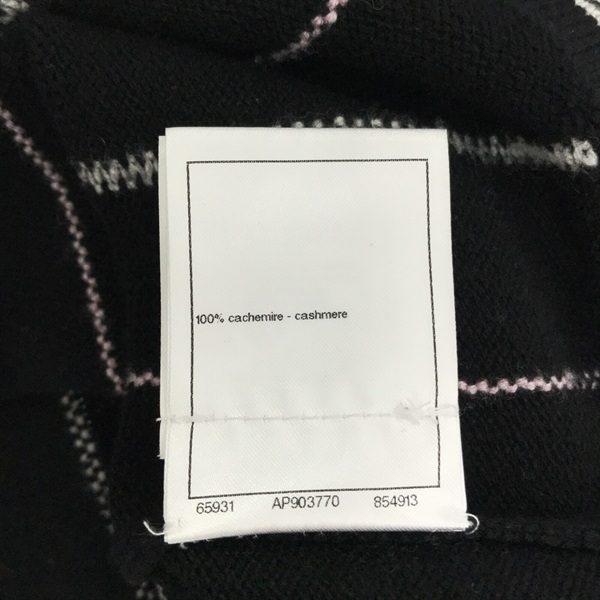 100% cachemire - cashmere
65931 AP903770 854913